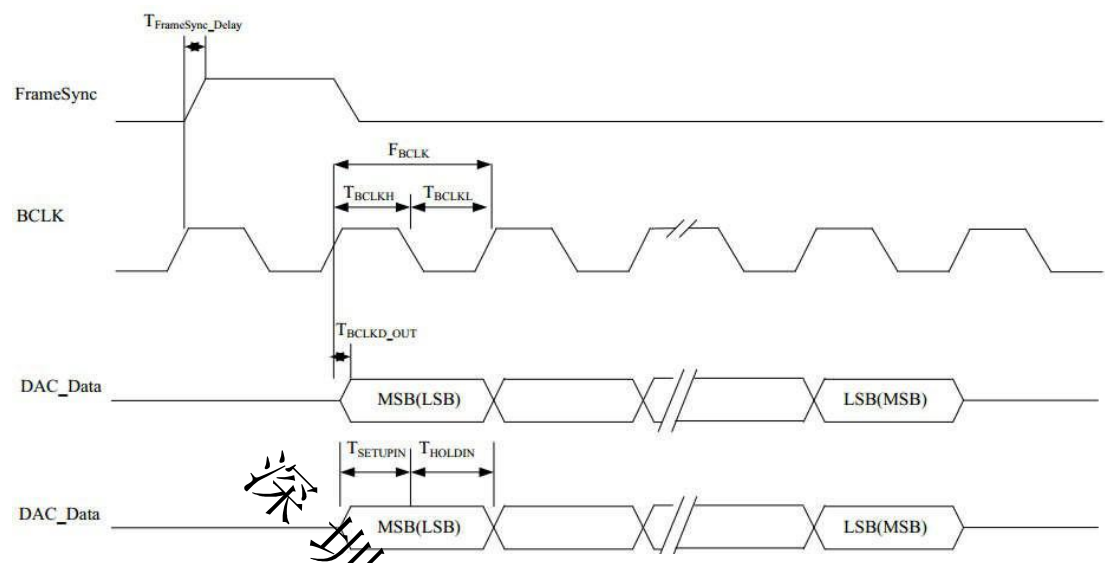 TFrameSync_Delay
FrameSync
FBCLK
TBCLKH TBCLKL
BCLK
TBCLKD_OUT
DAC_Data MSB(LSB) LSB(MSB)
TSETUPIN THOLDIN
DAC_Data MSB(LSB) LSB(MSB)
深圳